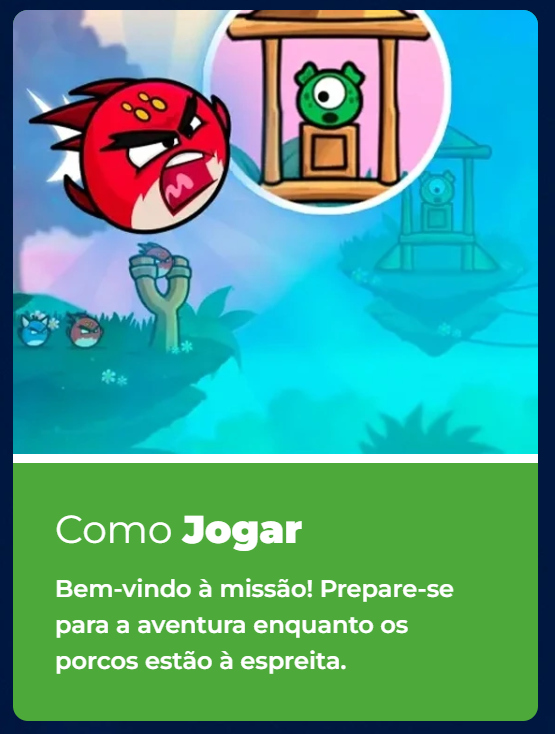 Como Jogar
Bem-vindo à missão! Prepare-se
para a aventura enquanto os
porcos estão à espreita.